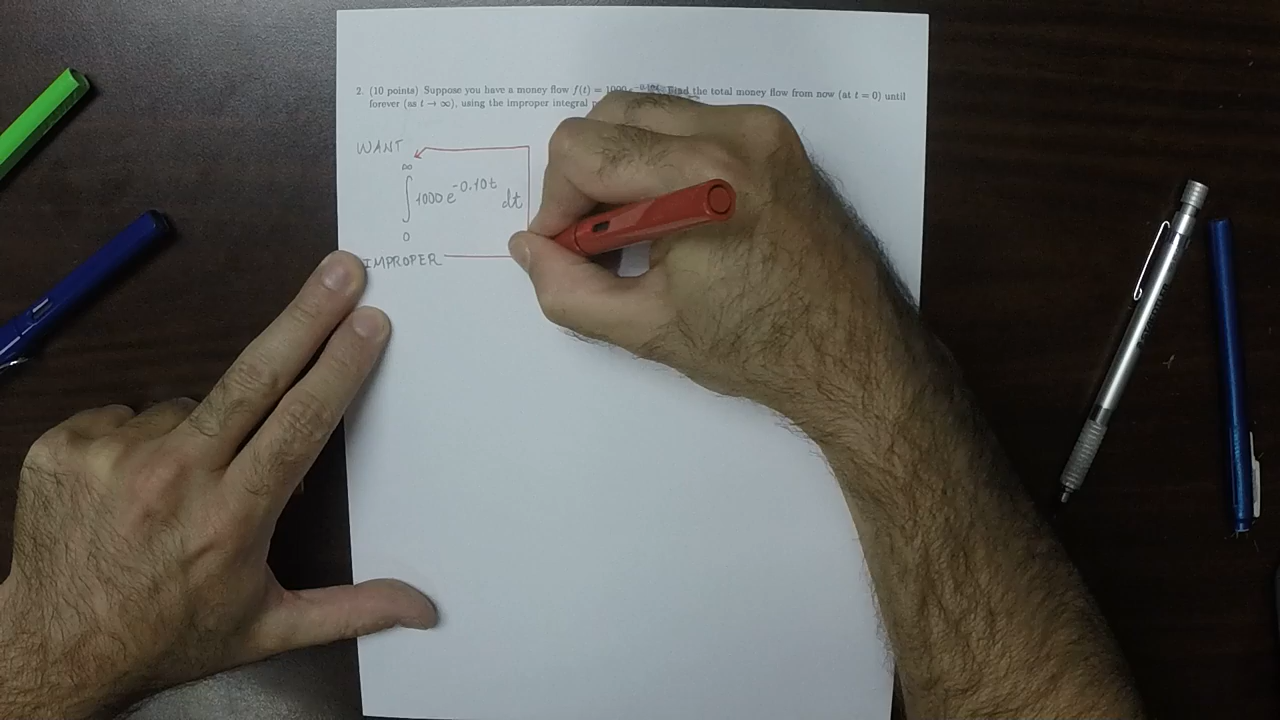 2. (10 points) Suppose you have a money flow f(t) = 1000e Find the total money flow from now (at t = 0) until
forever (as t → ∞), using the improper integral
WANT
∞
∫ 1000 e^{-0.10t} dt
0
IMPROPER